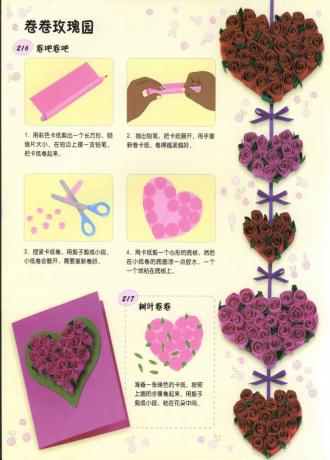 卷卷玫瑰园
216 卷吧卷吧
1. 用彩色卡纸剪出一个长方形，明
信片大小，在短边上摆一支铅笔，
把卡纸卷起来。
2. 抽出铅笔，把卡纸展开，用手重
新卷卡纸，卷得越紧越好。
3. 捏紧卡纸卷，用剪子剪成小段，
小纸卷会散开，需要重新卷好。
4. 用卡纸剪一个心形的底板，然后
在小纸卷的底面涂一点胶水，一个
一个地粘在底板上。
217
树叶卷卷
准备一张绿色的卡纸，按照
上面的步骤卷起来，用剪子
剪成小段，粘在花朵中间。